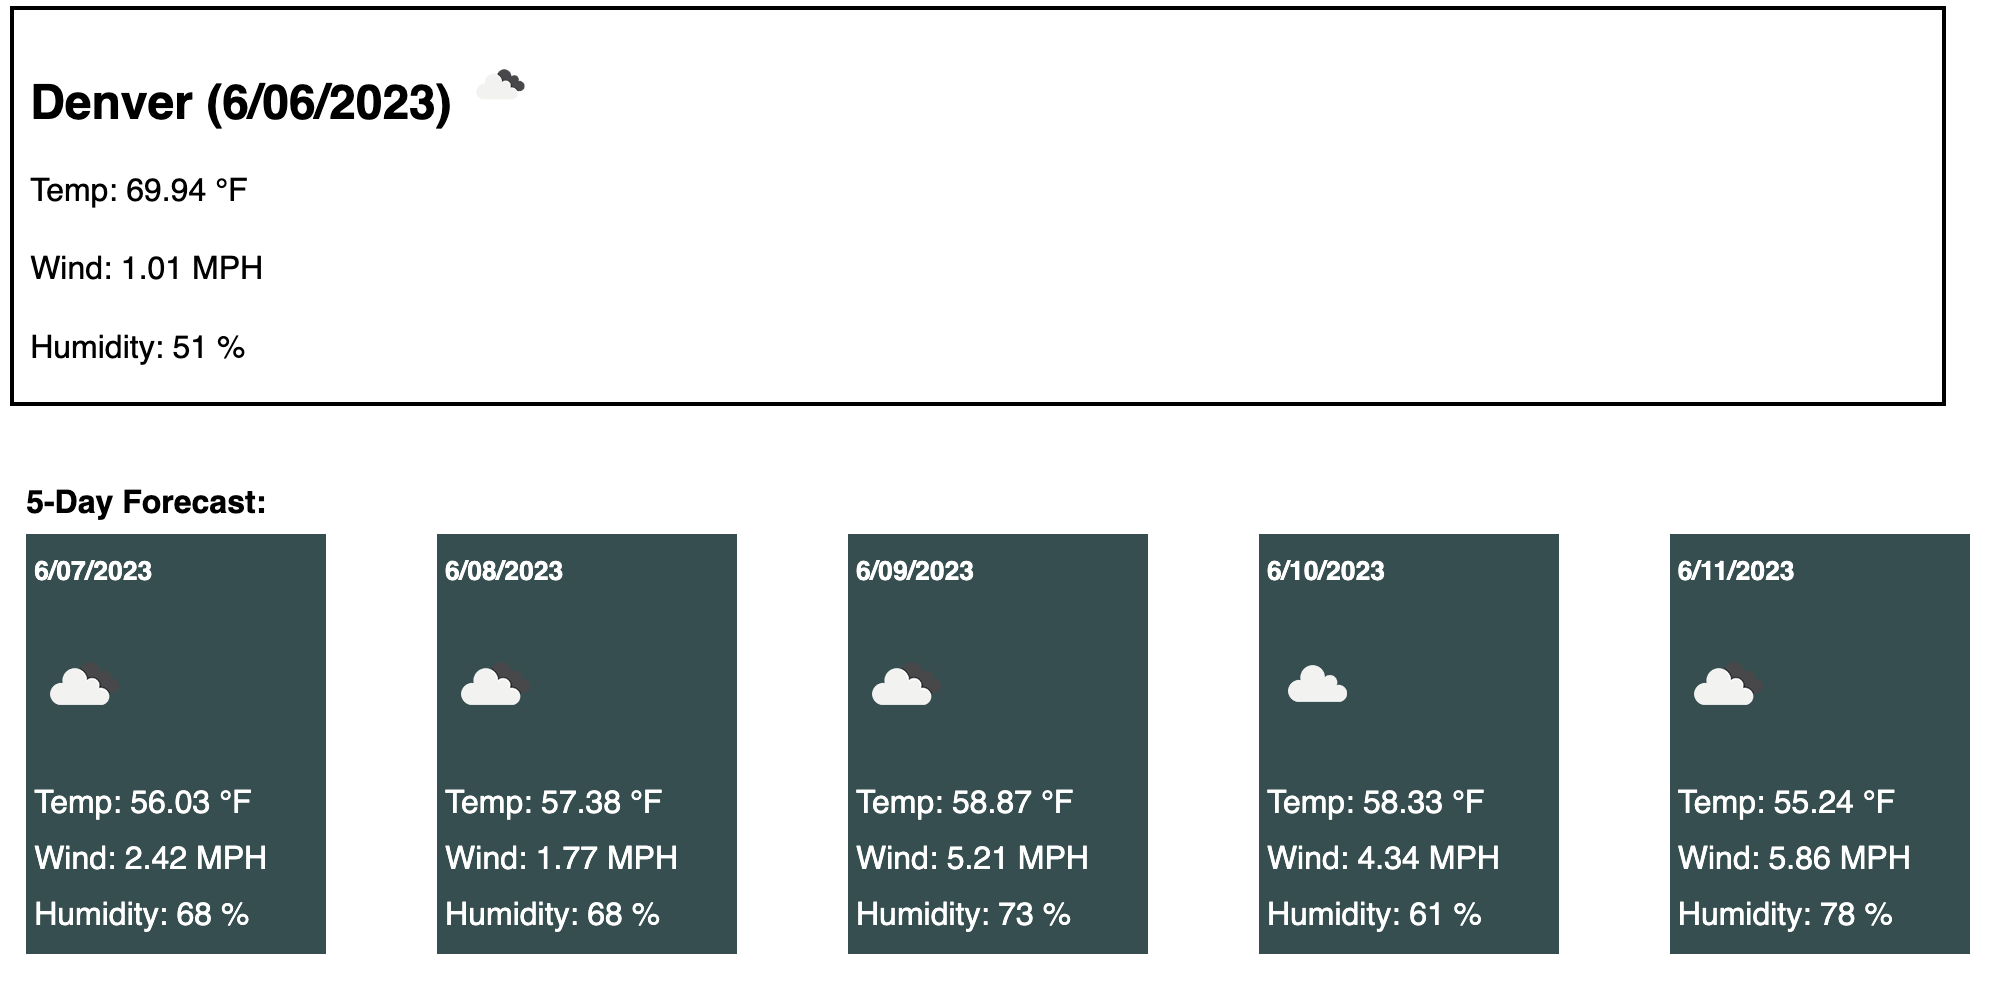 Denver (6/06/2023)
Temp: 69.94 °F
Wind: 1.01 MPH
Humidity: 51 %
5-Day Forecast:
6/07/2023
Temp: 56.03 °F
Wind: 2.42 MPH
Humidity: 68 %
6/08/2023
Temp: 57.38 °F
Wind: 1.77 MPH
Humidity: 68 %
6/09/2023
Temp: 58.87 °F
Wind: 5.21 MPH
Humidity: 73 %
6/10/2023
Temp: 58.33 °F
Wind: 4.34 MPH
Humidity: 61 %
6/11/2023
Temp: 55.24 °F
Wind: 5.86 MPH
Humidity: 78 %